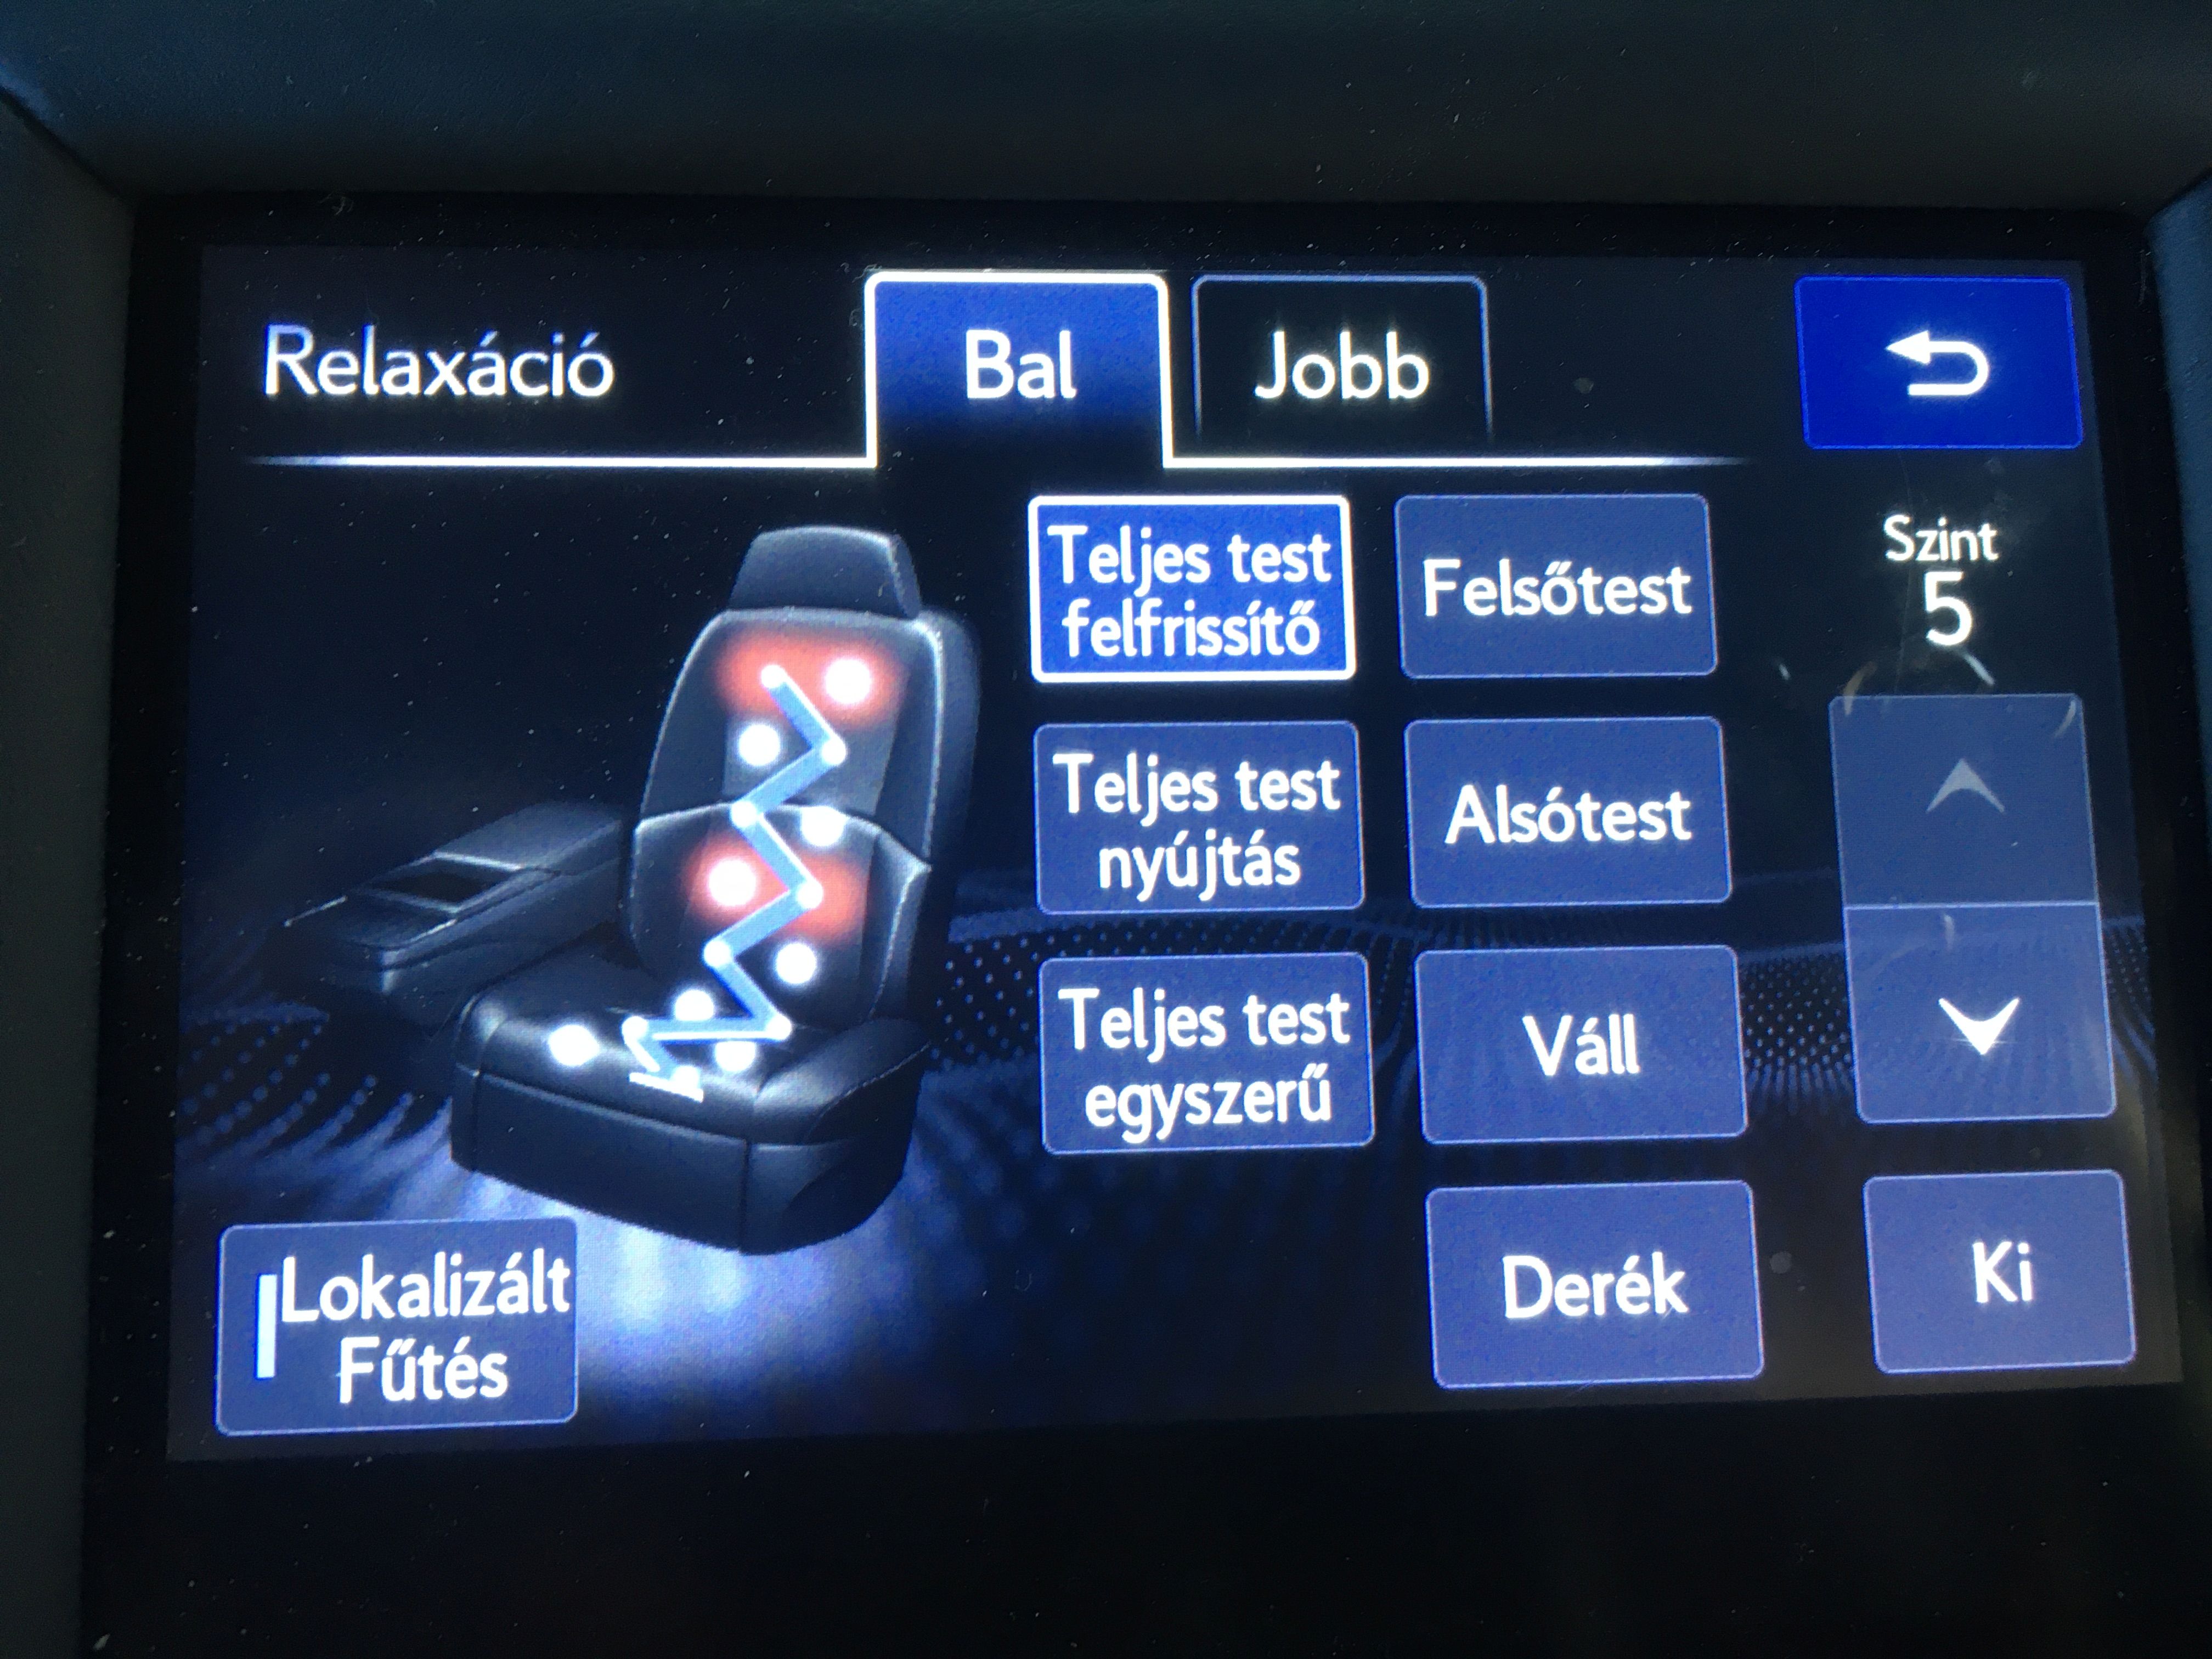 Relaxáció
Bal
Jobb
Teljes test
felfrissítő
Felsőtest
Szint
5
Teljes test
nyújtás
Alsótest
Teljes test
egyszerű
Váll
Lokalizált
Fűtés
Derék
Ki